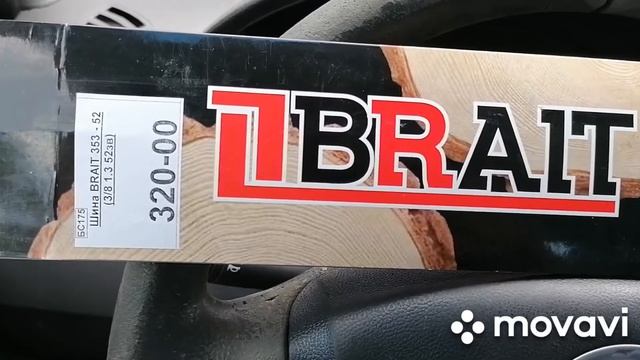 БС175
Шина BRAIT 353 - 52
(3/8 1.3 52зв)
320-00
BRAIT
movavi